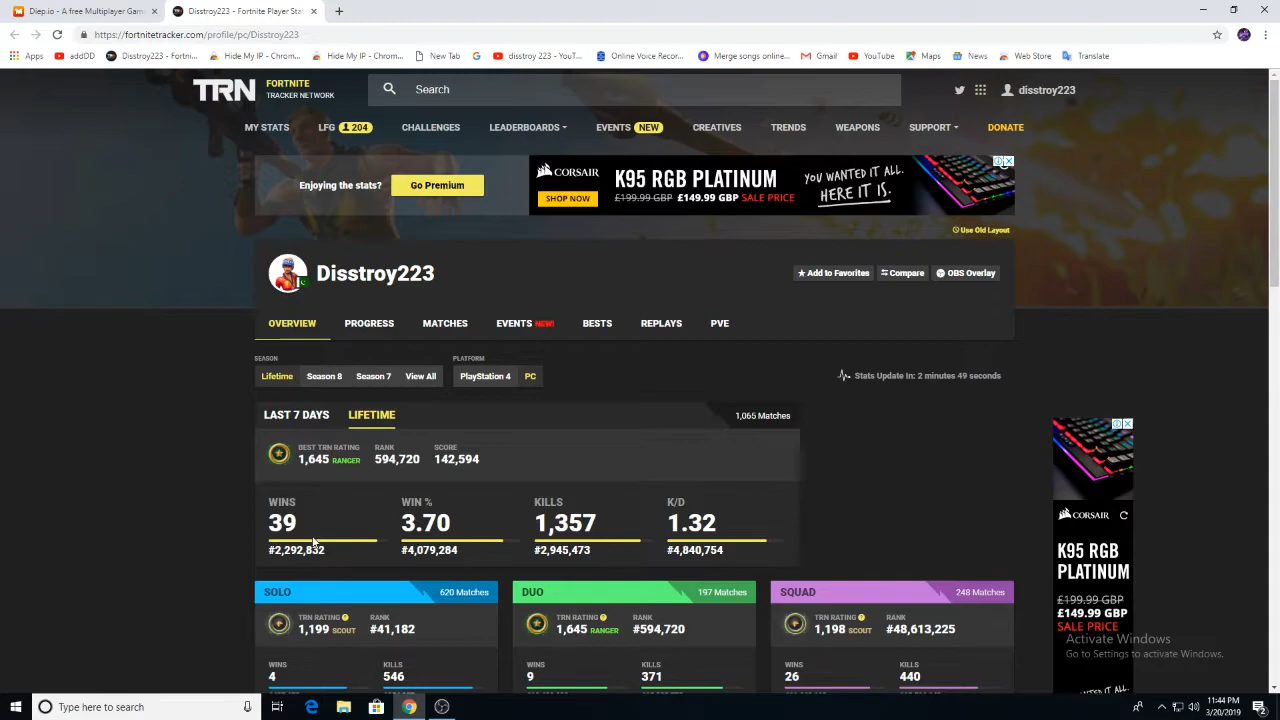 Diep.io a free Multiplayer Game
Disstroy223 - Fortnite Player Stat
https://fortnitetracker.com/profile/pc/Disstroy223
Apps addDD Disstroy223 - Fortn... Hide My IP - Chrom... Hide My IP - Chrom... New Tab disstroy 223 - YouT... Online Voice Recor... Merge songs online... Gmail YouTube Maps News Web Store Translate
TRN FORTNITE TRACKER NETWORK
Search
disstroy223
MY STATS LFG 204 CHALLENGES LEADERBOARDS EVENTS NEW CREATIVES TRENDS WEAPONS SUPPORT DONATE
Enjoying the stats? Go Premium
CORSAIR K95 RGB PLATINUM YOU WANTED IT ALL. HERE IT IS.
SHOP NOW £199.99 GBP £149.99 GBP SALE PRICE
Use Old Layout
Disstroy223
Add to Favorites Compare OBS Overlay
OVERVIEW PROGRESS MATCHES EVENTS NEW! BESTS REPLAYS PVE
SEASON PLATFORM
Lifetime Season 8 Season 7 View All PlayStation 4 PC
Stats Update In: 2 minutes 49 seconds
LAST 7 DAYS LIFETIME 1,065 Matches
BEST TRN RATING RANK SCORE
1,645 RANGER 594,720 142,594
WINS WIN % KILLS K/D
39 3.70 1,357 1.32
#2,292,832 #4,079,284 #2,945,473 #4,840,754
SOLO 620 Matches DUO 197 Matches SQUAD 248 Matches
TRN RATING RANK TRN RATING RANK TRN RATING RANK
1,199 SCOUT #41,182 1,645 RANGER #594,720 1,198 SCOUT #48,613,225
WINS KILLS WINS KILLS WINS KILLS
4 546 9 371 26 440
CORSAIR
K95 RGB
PLATINUM
£199.99 GBP
£149.99 GBP
SALE PRICE
Activate Windows
Go to Settings to activate Windows.
Type here to search
11:44 PM
3/20/2019
2